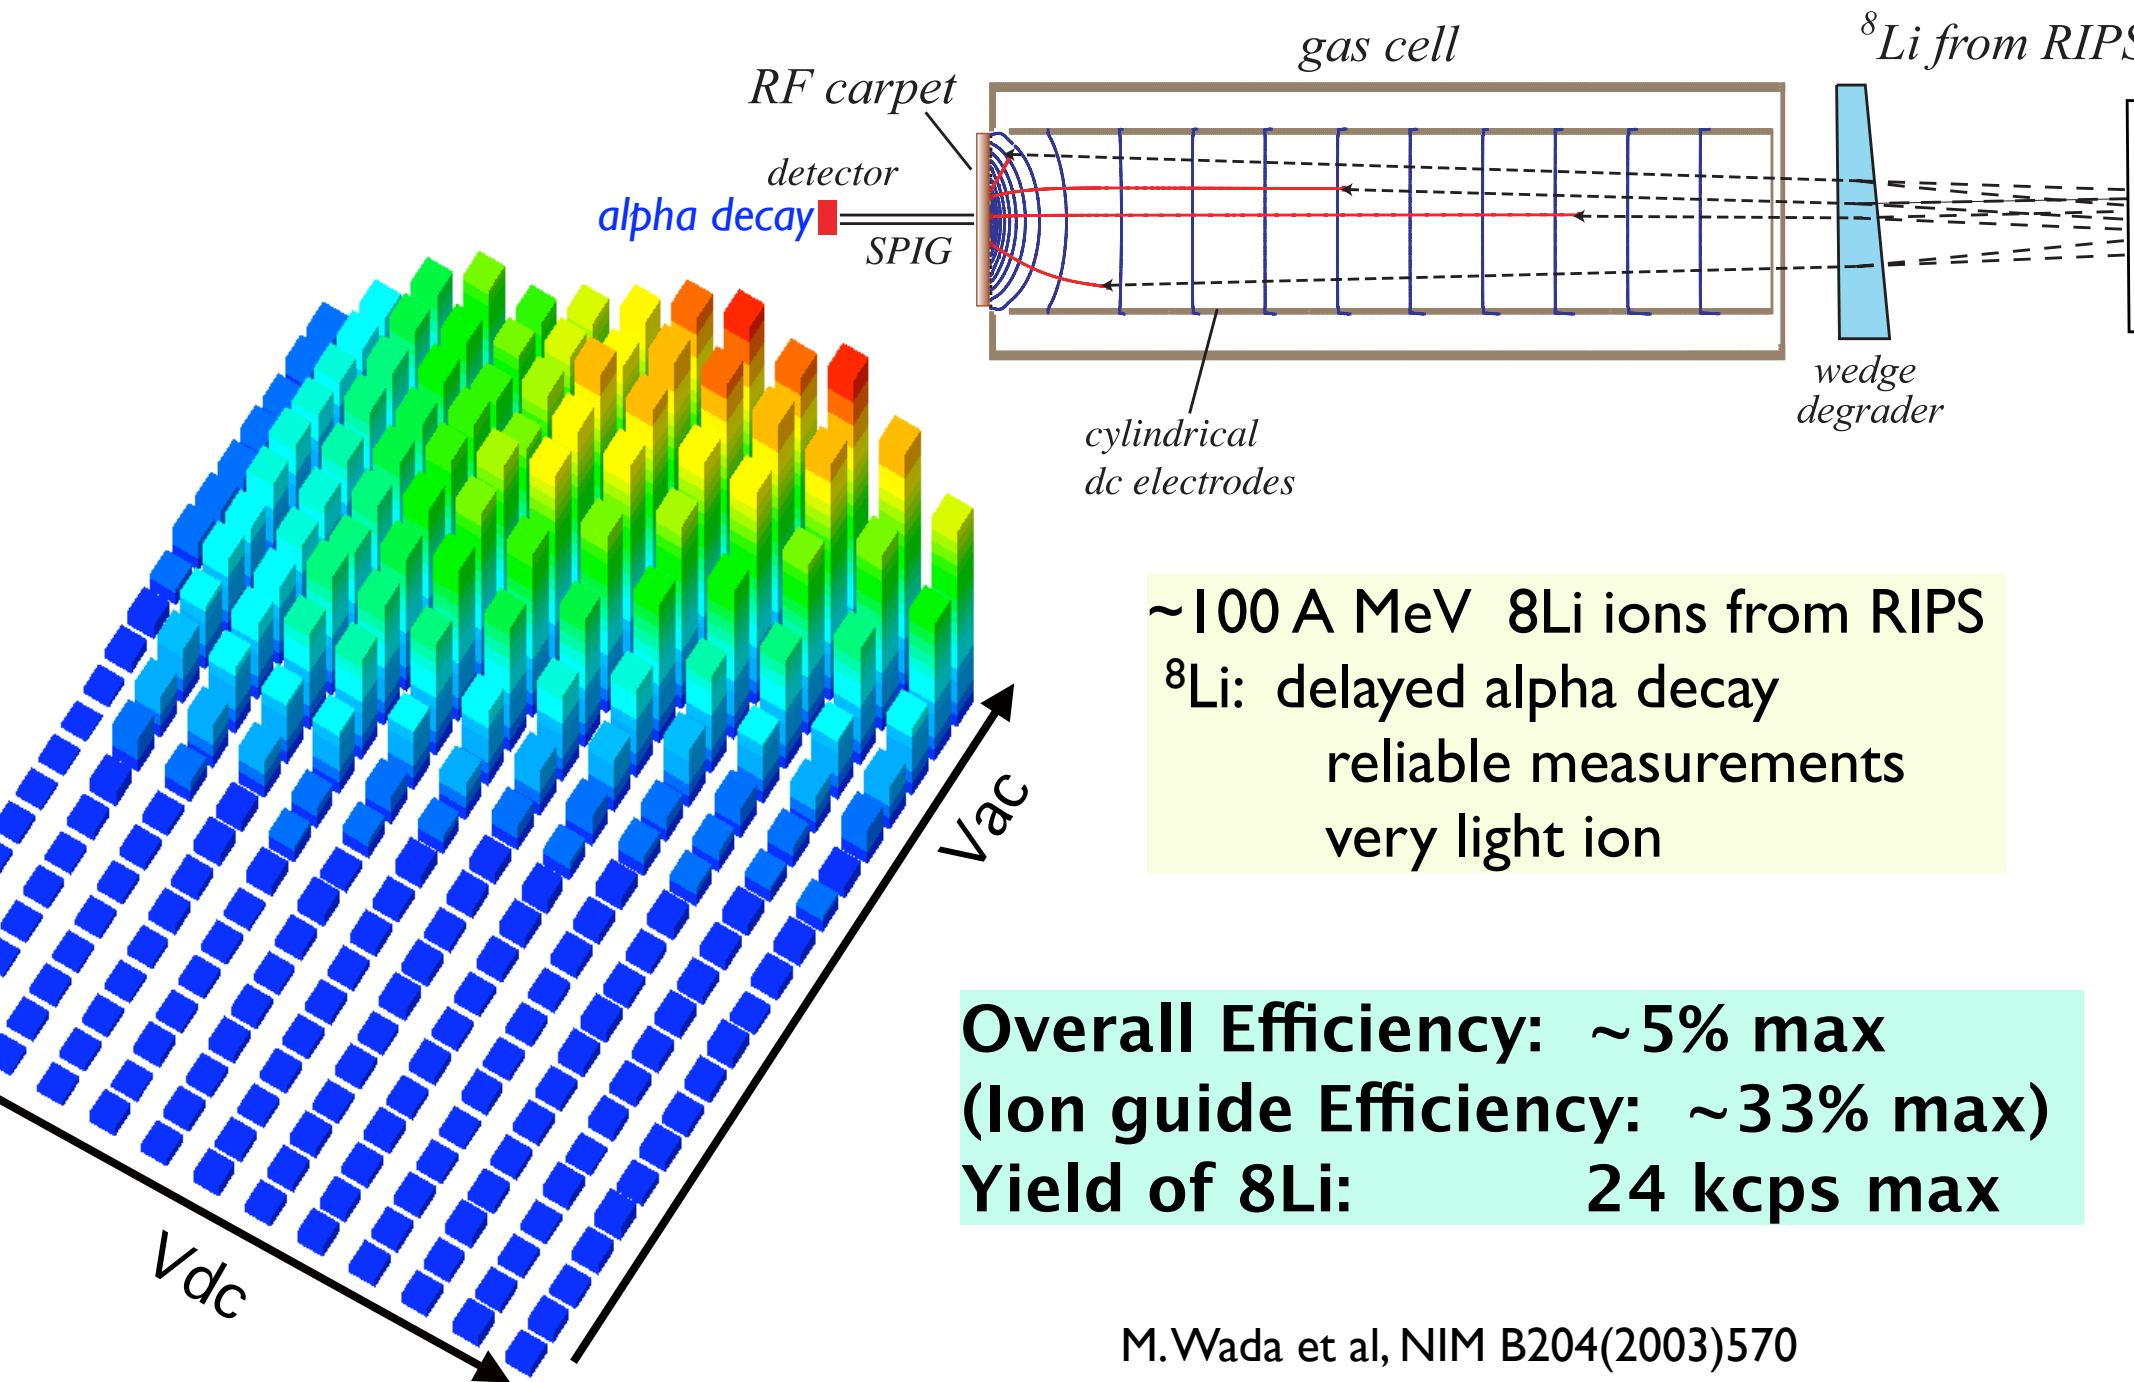 gas cell
⁸Li from RIPS
RF carpet
detector
alpha decay
SPIG
wedge
degrader
cylindrical
dc electrodes
~100 A MeV 8Li ions from RIPS
⁸Li: delayed alpha decay
reliable measurements
very light ion
Vac
Overall Efficiency: ~5% max
(Ion guide Efficiency: ~33% max)
Yield of 8Li: 24 kcps max
Vdc
M. Wada et al, NIM B204(2003)570